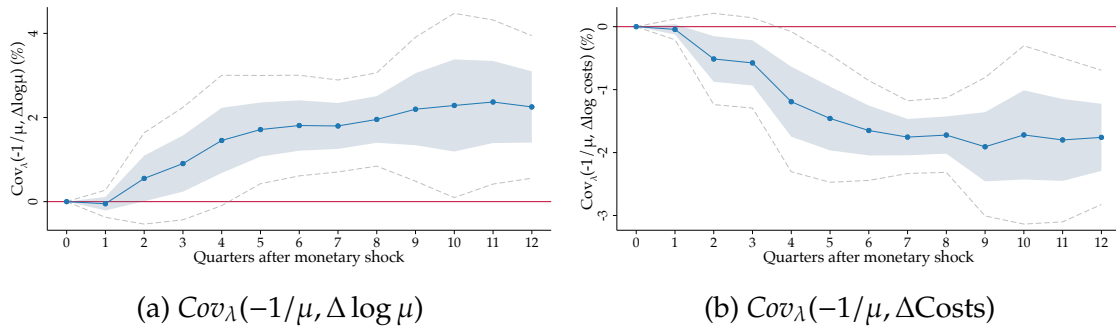 Cov_λ(-1/μ, Δlogμ) (%)
4
2
0
0 1 2 3 4 5 6 7 8 9 10 11 12
Quarters after monetary shock
(a) Cov_λ(−1/μ, Δ log μ)
Cov_λ(-1/μ, Δlog costs) (%)
0
-1
-2
-3
0 1 2 3 4 5 6 7 8 9 10 11 12
Quarters after monetary shock
(b) Cov_λ(−1/μ, ΔCosts)